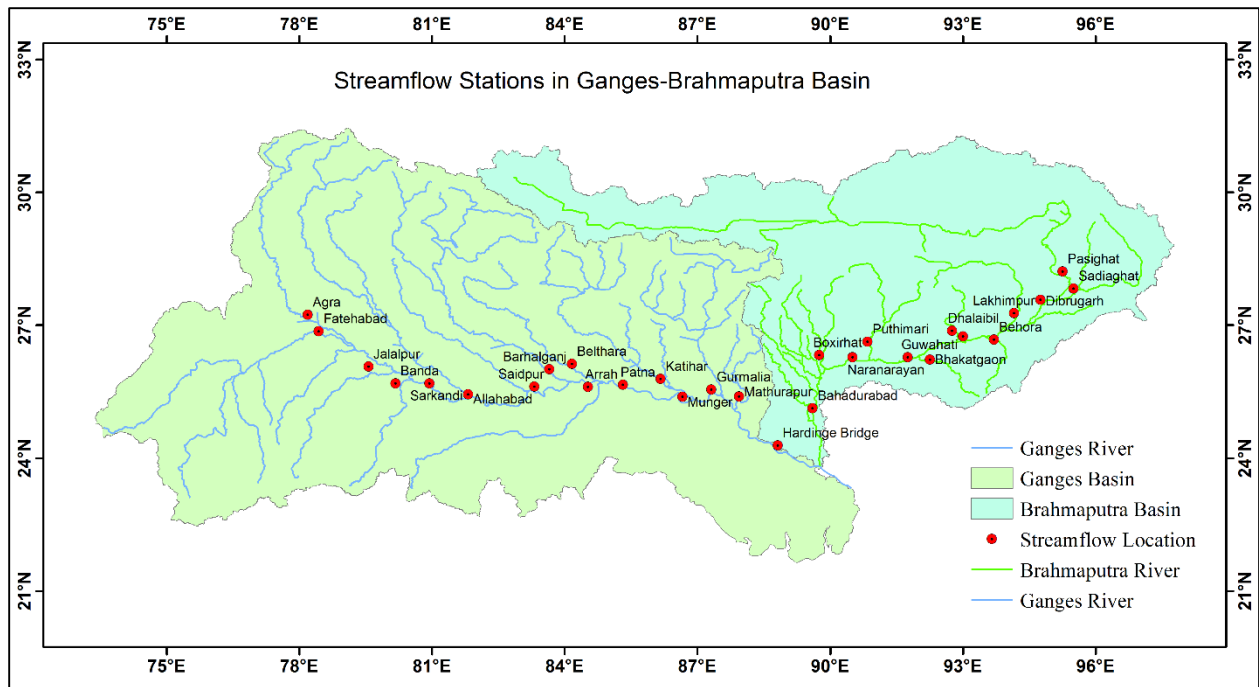 75°E 78°E 81°E 84°E 87°E 90°E 93°E 96°E
33°N 33°N
Streamflow Stations in Ganges-Brahmaputra Basin
30°N 30°N
Pasighat
Sadiaghat
Lakhimpur Dibrugarh
Agra
Dhalaibil Behora
27°N 27°N
Fatehabad
Puthimari
Boxirhat Guwahati
Barhalganj Belthara
Jalalpur
Bhakatgaon
Katihar
Naranarayan
Banda Saidpur Arrah Patna
Gurmalia
Sarkandi Allahabad
Munger Mathurapur Bahadurabad
Hardinge Bridge
24°N 24°N
Ganges River
Ganges Basin
Brahmaputra Basin
Streamflow Location
Brahmaputra River
Ganges River
21°N 21°N
75°E 78°E 81°E 84°E 87°E 90°E 93°E 96°E